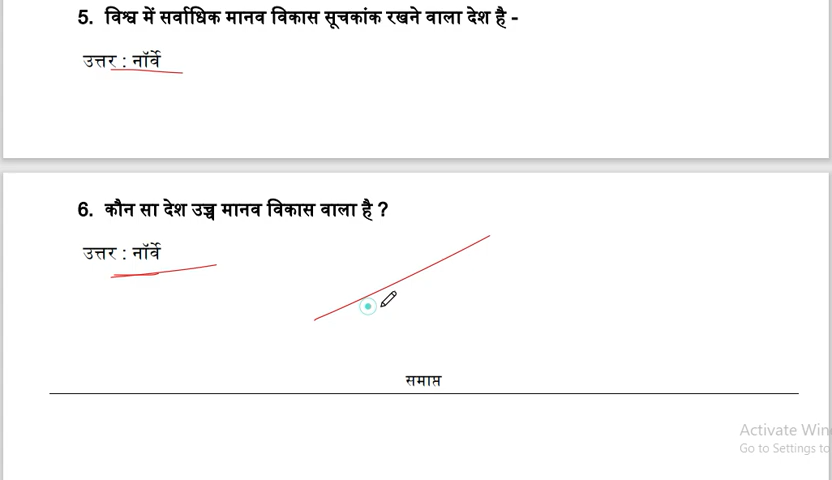 5. विश्व में सर्वाधिक मानव विकास सूचकांक रखने वाला देश है -
उत्तर : नॉर्वे
6. कौन सा देश उच्च मानव विकास वाला है ?
उत्तर : नॉर्वे
समाप्त
Activate Win
Go to Settings to